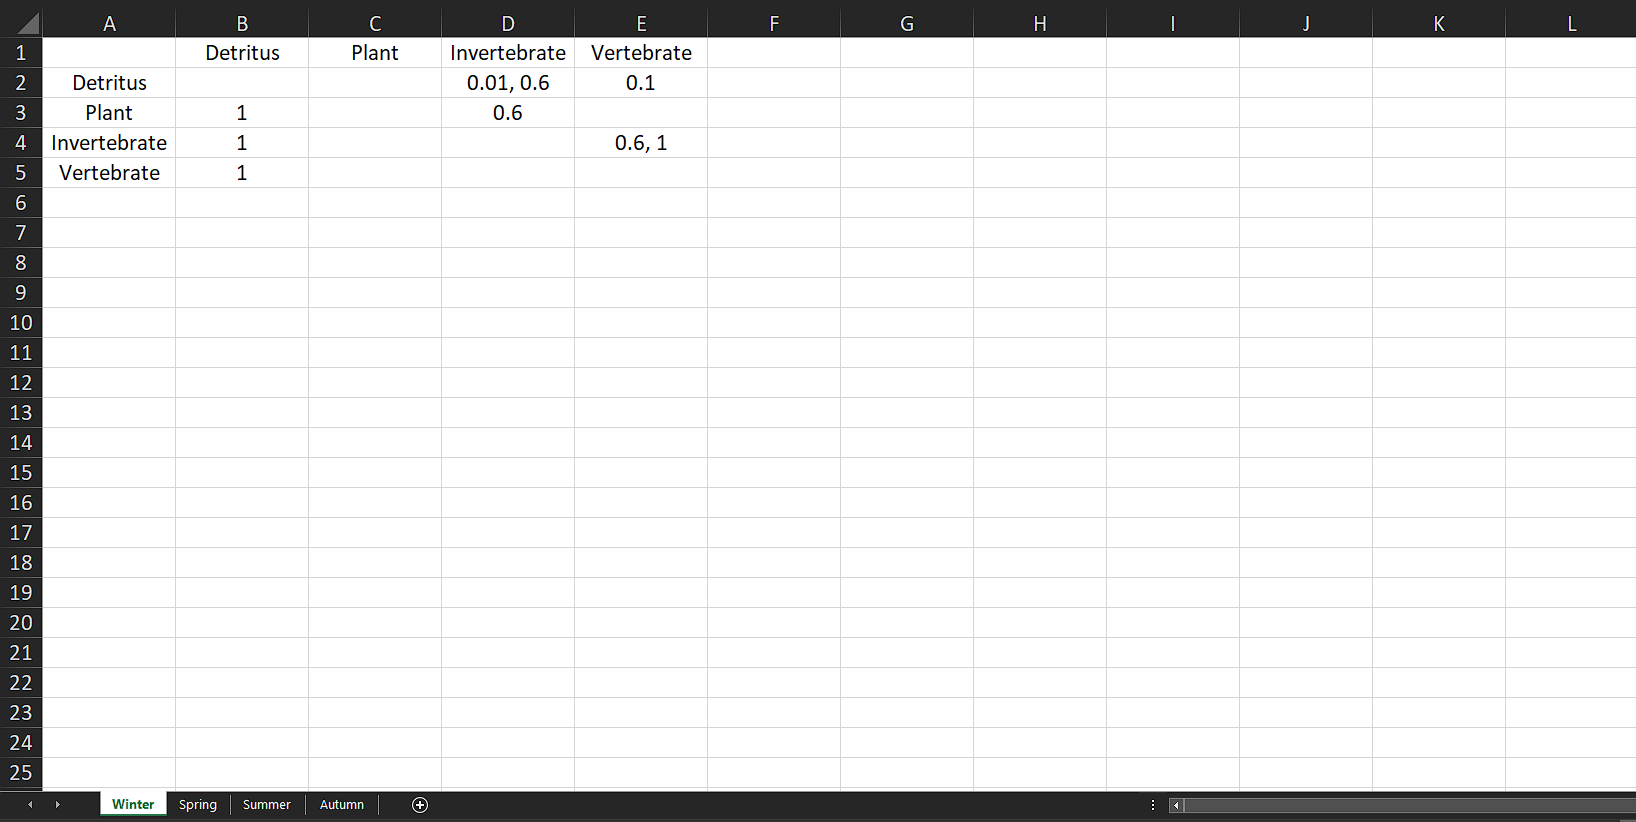 A B C D E F G H I J K L
1 Detritus Plant Invertebrate Vertebrate
2 Detritus 0.01, 0.6 0.1
3 Plant 1 0.6
4 Invertebrate 1 0.6, 1
5 Vertebrate 1
6
7
8
9
10
11
12
13
14
15
16
17
18
19
20
21
22
23
24
25
Winter Spring Summer Autumn